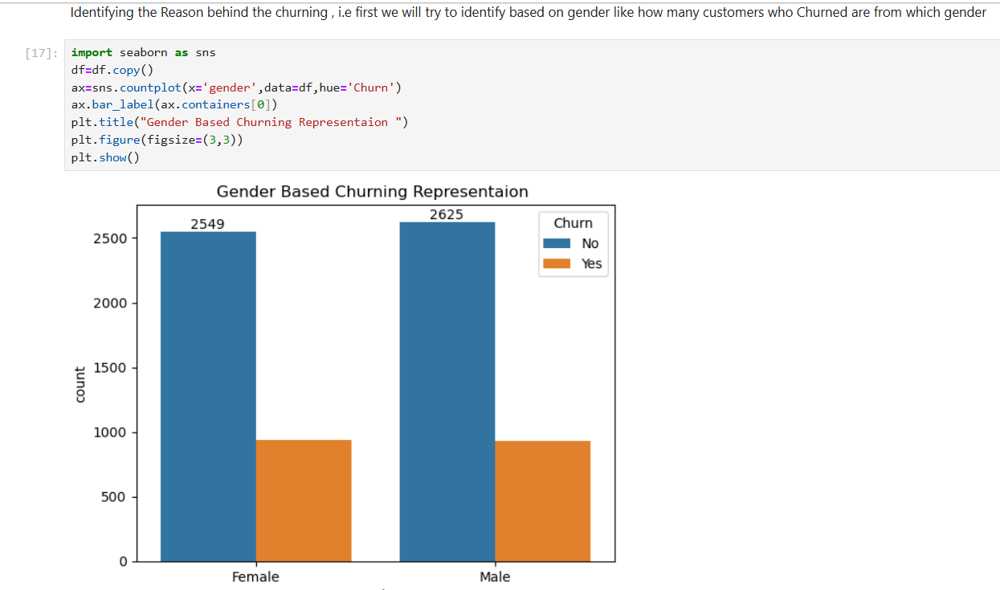 Identifying the Reason behind the churning , i.e first we will try to identify based on gender like how many customers who Churned are from which gender
[17]:
import seaborn as sns
df=df.copy()
ax=sns.countplot(x='gender',data=df,hue='Churn')
ax.bar_label(ax.containers[0])
plt.title("Gender Based Churning Representaion ")
plt.figure(figsize=(3,3))
plt.show()
Gender Based Churning Representaion
2549
2625
Churn
No
Yes
2500
2000
1500
1000
500
0
count
Female
Male